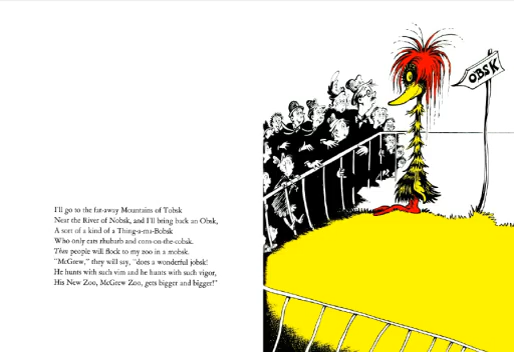 I'll go to the far-away Mountains of Tobsk
Near the River of Nobsk, and I'll bring back an Obsk,
A sort of a kind of a Thing-a-ma-Bobsk
Who only eats rhubarb and corn-on-the-cobsk.
Then people will flock to my zoo in a mobsk.
"McGrew," they will say, "does a wonderful jobsk!
He hunts with such vim and he hunts with such vigor,
His New Zoo, McGrew Zoo, gets bigger and bigger!"
OBSK